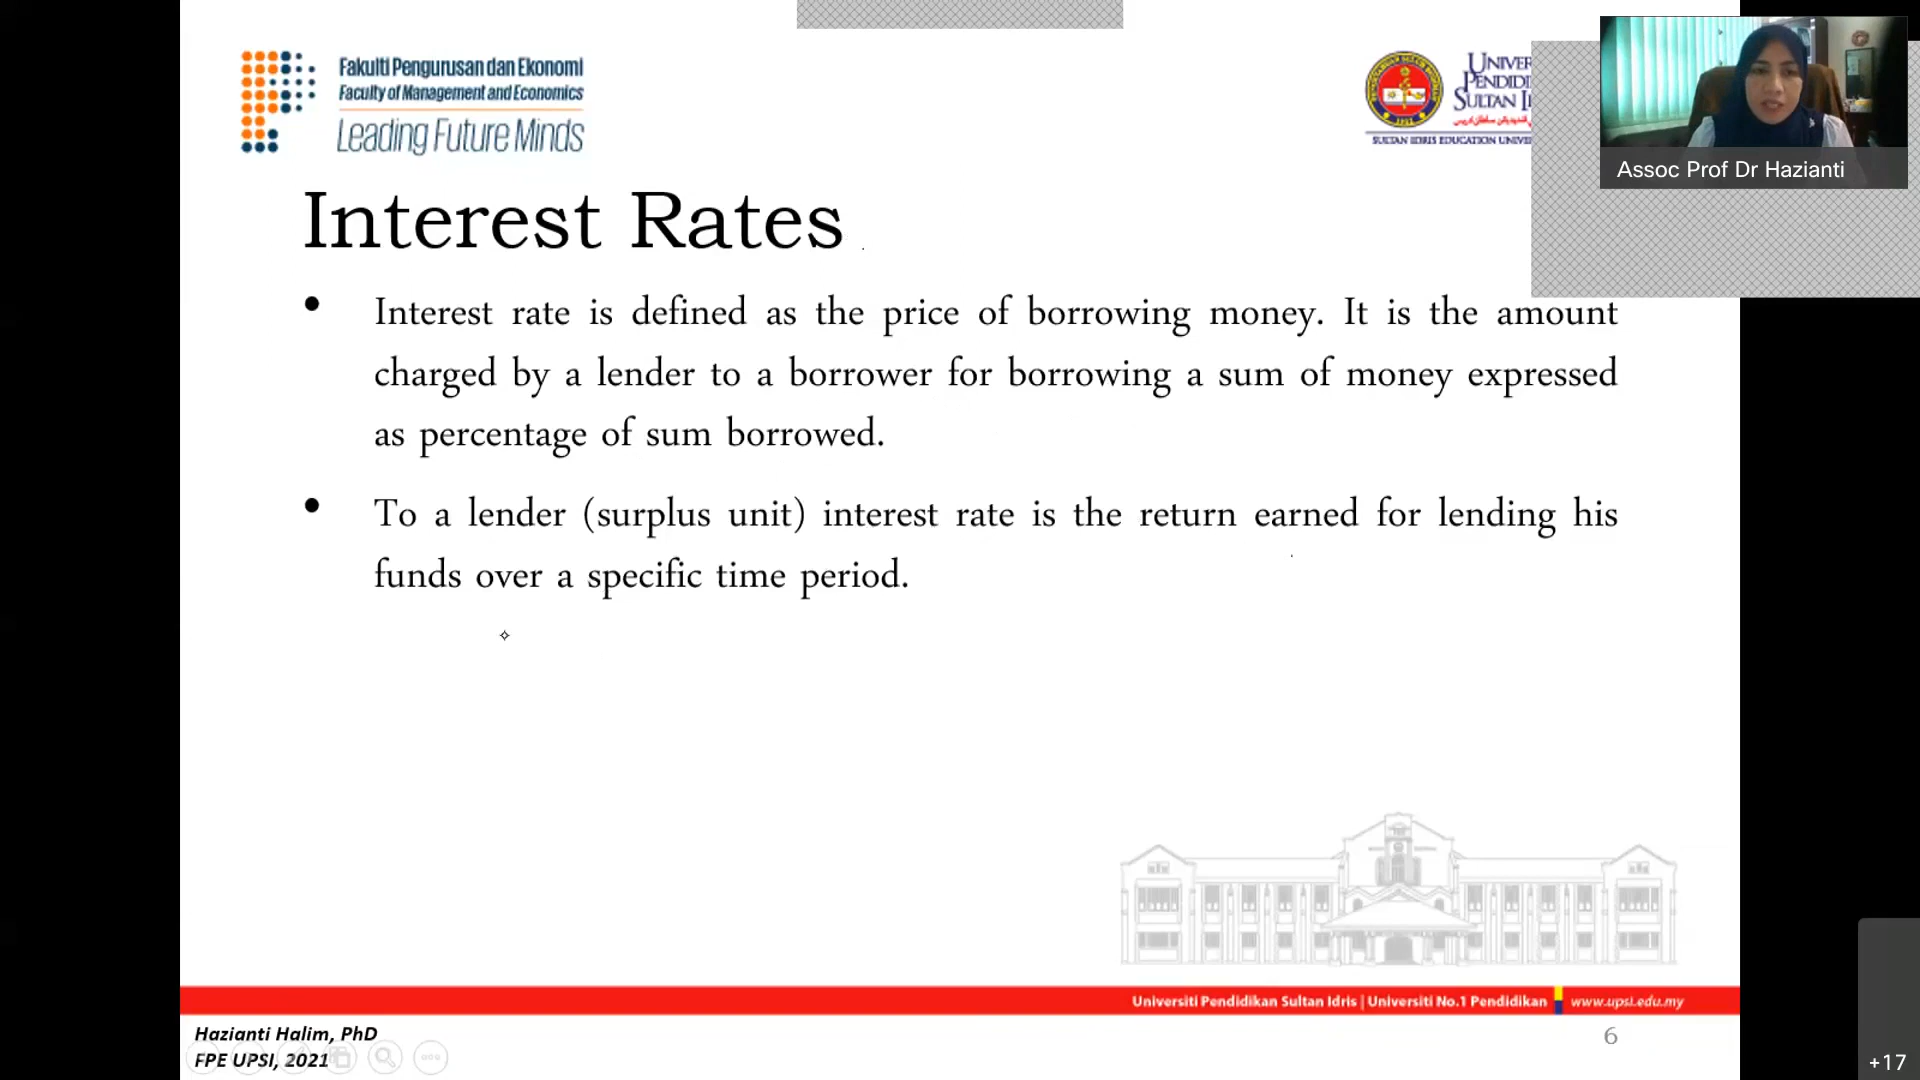 Fakulti Pengurusan dan Ekonomi
Faculty of Management and Economics
Leading Future Minds
SULTAN IDRIS EDUCATION
Assoc Prof Dr Hazianti
Interest Rates
• Interest rate is defined as the price of borrowing money. It is the amount
charged by a lender to a borrower for borrowing a sum of money expressed
as percentage of sum borrowed.
• To a lender (surplus unit) interest rate is the return earned for lending his
funds over a specific time period.
Universiti Pendidikan Sultan Idris | Universiti No.1 Pendidikan www.upsi.edu.my
Hazianti Halim, PhD
FPE UPSI, 2021
6
+17